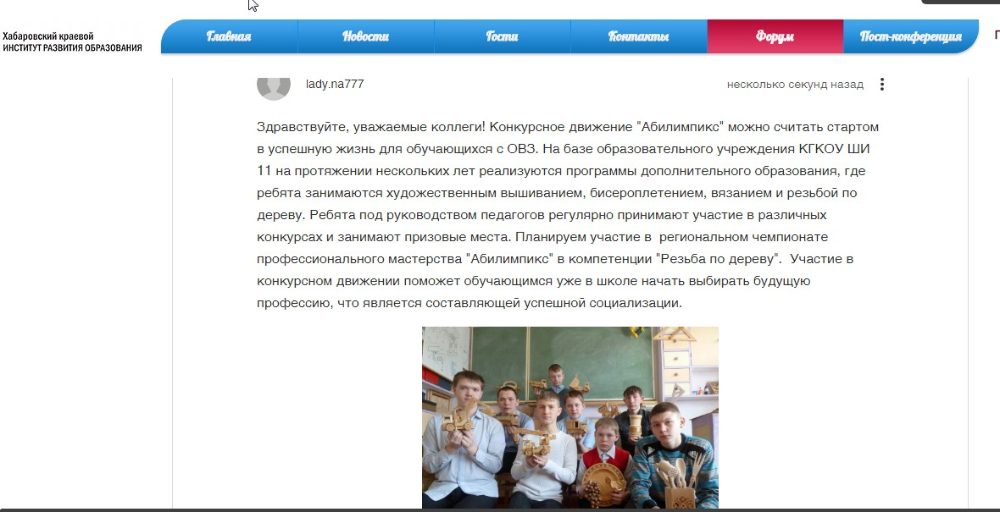 Хабаровский краевой
ИНСТИТУТ РАЗВИТИЯ ОБРАЗОВАНИЯ
Главная Новости Гости Контакты Форум Пост-конференция
lady.na777 несколько секунд назад
Здравствуйте, уважаемые коллеги! Конкурсное движение "Абилимпикс" можно считать стартом
в успешную жизнь для обучающихся с ОВЗ. На базе образовательного учреждения КГКОУ ШИ
11 на протяжении нескольких лет реализуются программы дополнительного образования, где
ребята занимаются художественным вышиванием, бисероплетением, вязанием и резьбой по
дереву. Ребята под руководством педагогов регулярно принимают участие в различных
конкурсах и занимают призовые места. Планируем участие в  региональном чемпионате
профессионального мастерства "Абилимпикс" в компетенции "Резьба по дереву".  Участие в
конкурсном движении поможет обучающимся уже в школе начать выбирать будущую
профессию, что является составляющей успешной социализации.